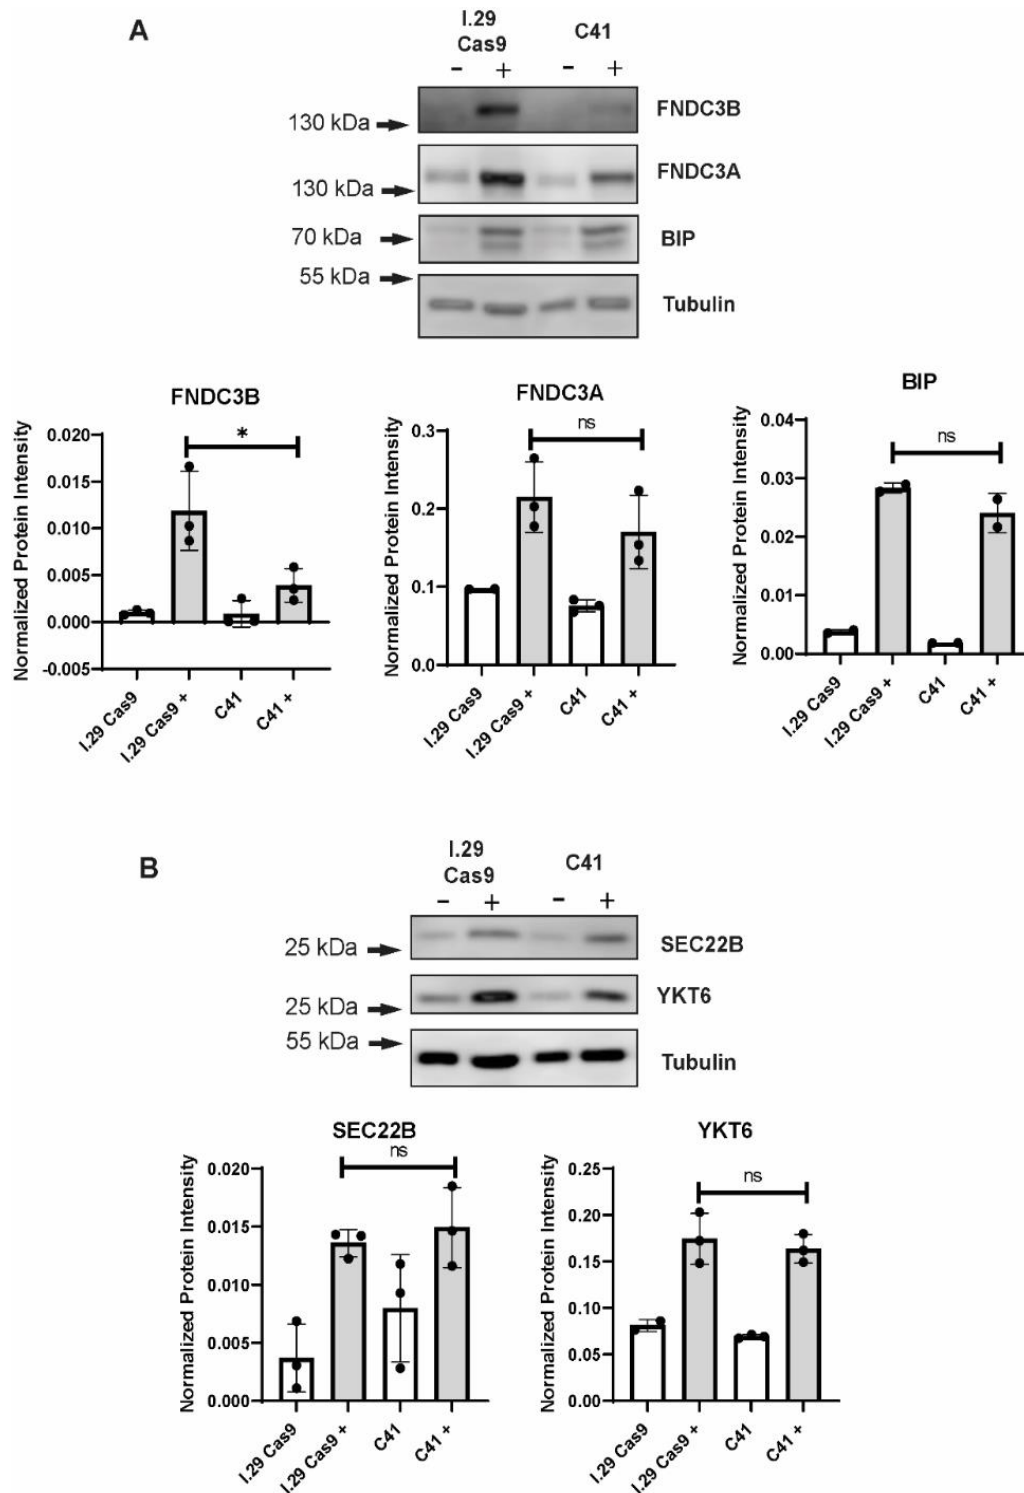 A
I.29
Cas9
C41
– + – +
130 kDa
FNDC3B
130 kDa
FNDC3A
70 kDa
BIP
55 kDa
Tubulin
FNDC3B
Normalized Protein Intensity
0.020
0.015
0.010
0.005
0.000
-0.005
*
I.29 Cas9
I.29 Cas9 +
C41
C41 +
FNDC3A
Normalized Protein Intensity
0.3
0.2
0.1
0.0
ns
I.29 Cas9
I.29 Cas9 +
C41
C41 +
BIP
Normalized Protein Intensity
0.04
0.03
0.02
0.01
0.00
ns
I.29 Cas9
I.29 Cas9 +
C41
C41 +
B
I.29
Cas9
C41
– + – +
25 kDa
SEC22B
25 kDa
YKT6
55 kDa
Tubulin
SEC22B
Normalized Protein Intensity
0.020
0.015
0.010
0.005
0.000
ns
I.29 Cas9
I.29 Cas9 +
C41
C41 +
YKT6
Normalized Protein Intensity
0.25
0.20
0.15
0.10
0.05
0.00
ns
I.29 Cas9
I.29 Cas9 +
C41
C41 +